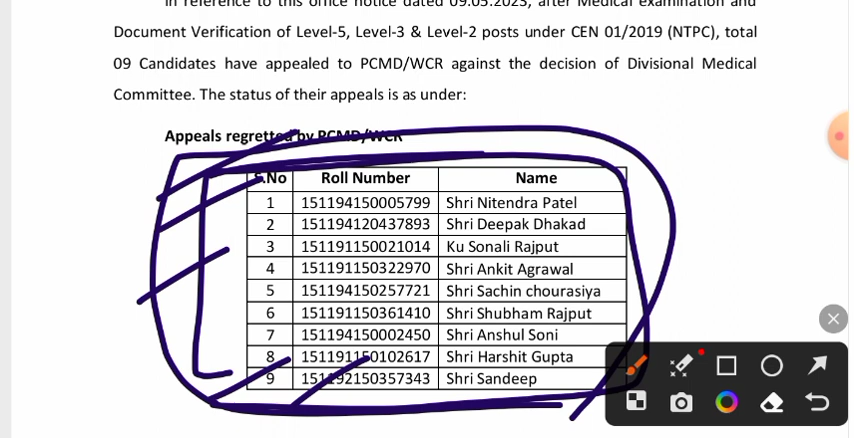 in reference to this office notice dated 09.05.2023, after Medical examination and
Document Verification of Level-5, Level-3 & Level-2 posts under CEN 01/2019 (NTPC), total
09 Candidates have appealed to PCMD/WCR against the decision of Divisional Medical
Committee. The status of their appeals is as under:
Appeals regretted by PCMD/WCR
S.No Roll Number Name
1 151194150005799 Shri Nitendra Patel
2 151194120437893 Shri Deepak Dhakad
3 151191150021014 Ku Sonali Rajput
4 151191150322970 Shri Ankit Agrawal
5 151194150257721 Shri Sachin chourasiya
6 151191150361410 Shri Shubham Rajput
7 151194150002450 Shri Anshul Soni
8 151191150102617 Shri Harshit Gupta
9 151192150357343 Shri Sandeep